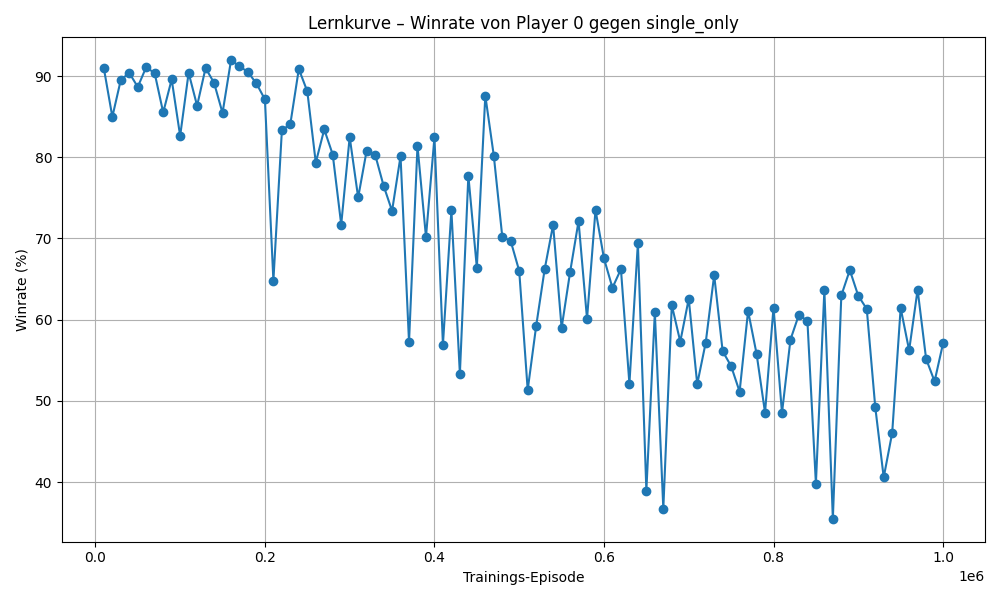 Lernkurve – Winrate von Player 0 gegen single_only
Winrate (%)
90
80
70
60
50
40
0.0 0.2 0.4 0.6 0.8 1.0
1e6
Trainings-Episode